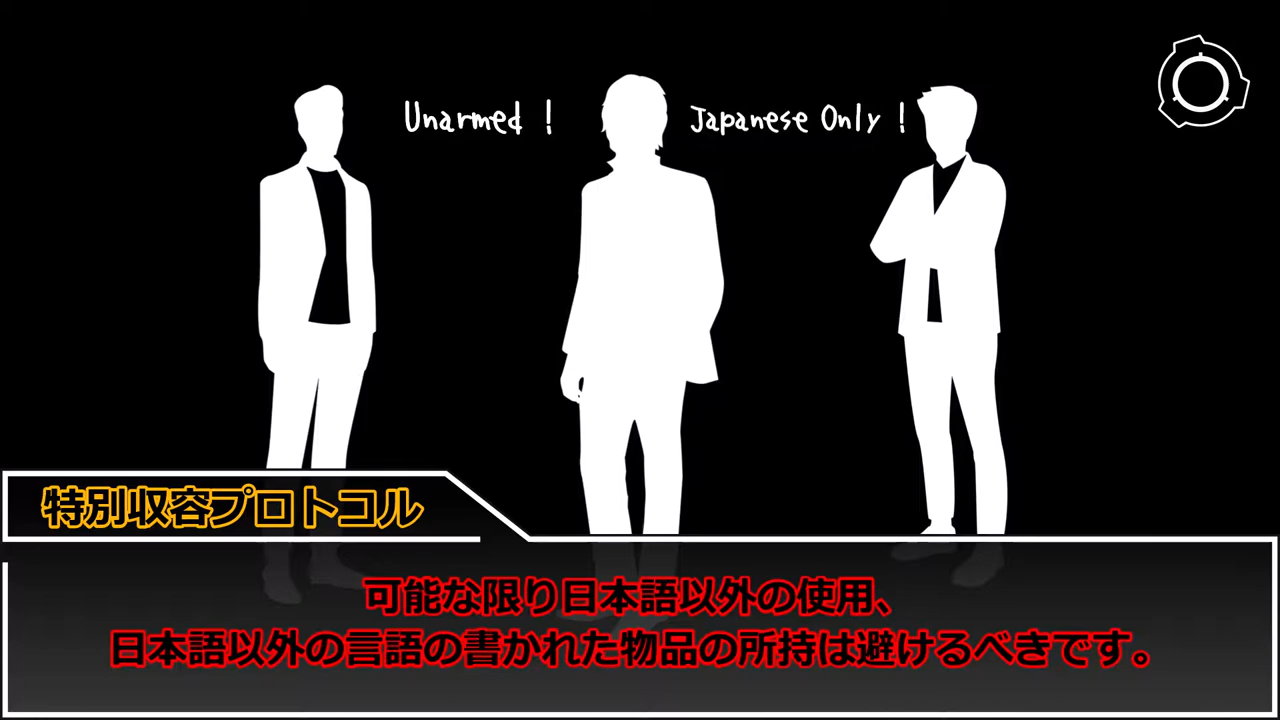 Unarmed !
Japanese Only !
特別収容プロトコル
可能な限り日本語以外の使用、
日本語以外の言語の書かれた物品の所持は避けるべきです。